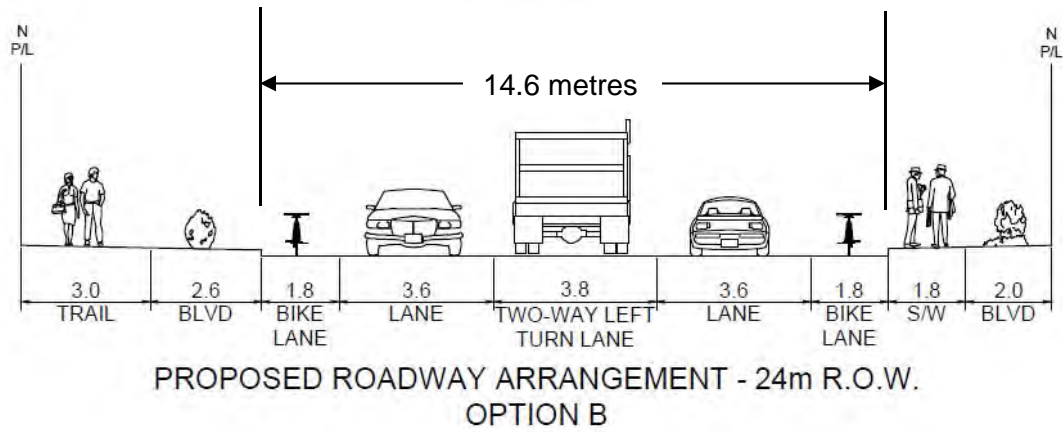 N
P/L
N
P/L
14.6 metres
3.0 2.6 1.8 3.6 3.8 3.6 1.8 1.8 2.0
TRAIL BLVD BIKE LANE LANE TWO-WAY LEFT TURN LANE LANE BIKE LANE S/W BLVD
PROPOSED ROADWAY ARRANGEMENT - 24m R.O.W.
OPTION B